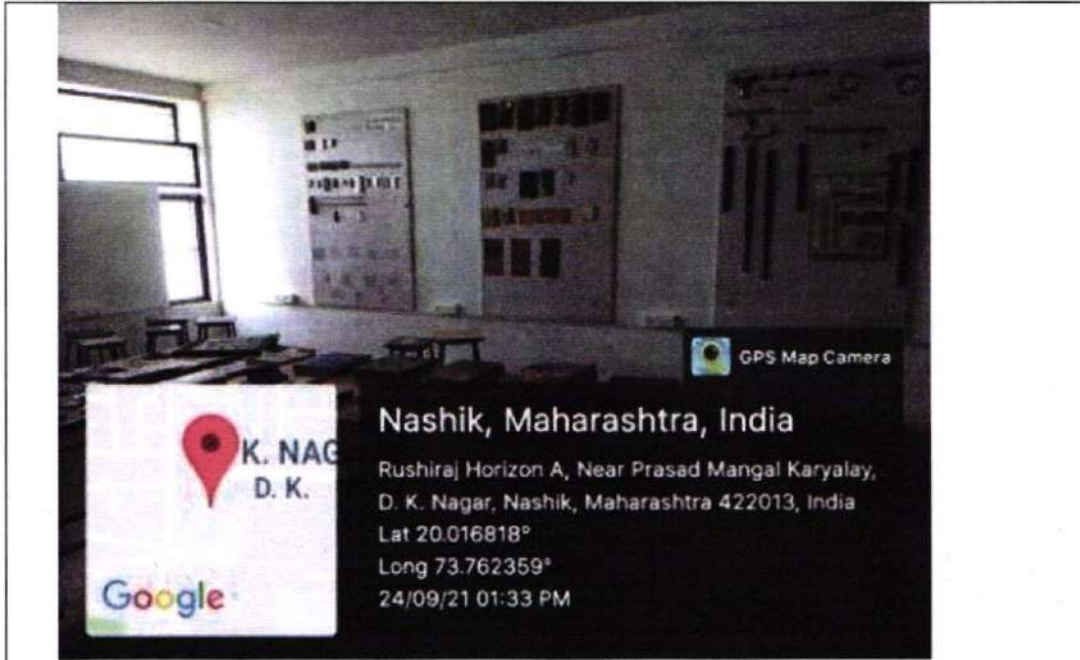 GPS Map Camera
Nashik, Maharashtra, India
Rushiraj Horizon A, Near Prasad Mangal Karyalay,
D. K. Nagar, Nashik, Maharashtra 422013, India
Lat 20.016818°
Long 73.762359°
24/09/21 01:33 PM
K. NAG
D. K.
Google